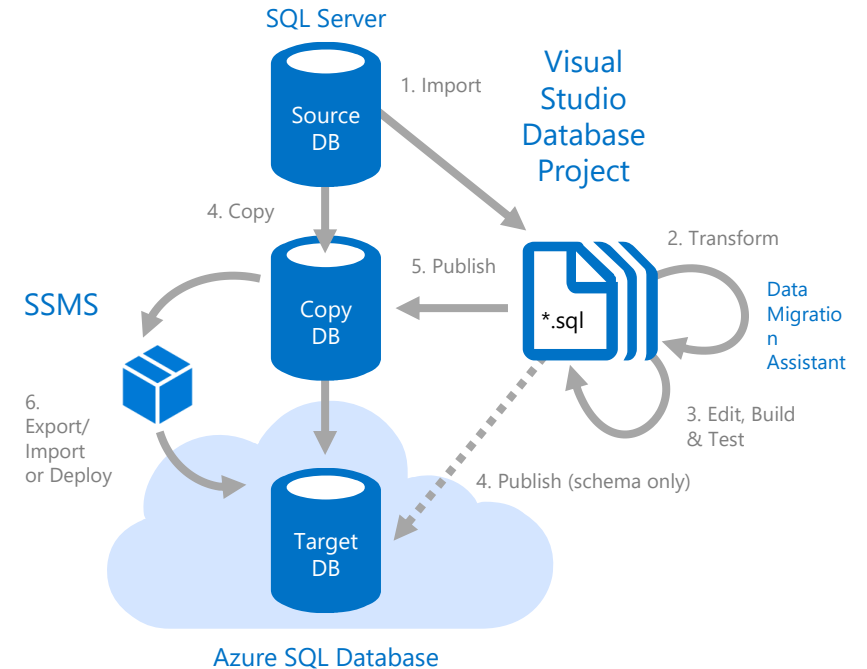 SQL Server
1. Import
Visual
Studio
Database
Project
Source
DB
4. Copy
2. Transform
5. Publish
SSMS
Copy
DB
*.sql
Data
Migratio
n
Assistant
6.
Export/
Import
or Deploy
3. Edit, Build
& Test
4. Publish (schema only)
Target
DB
Azure SQL Database